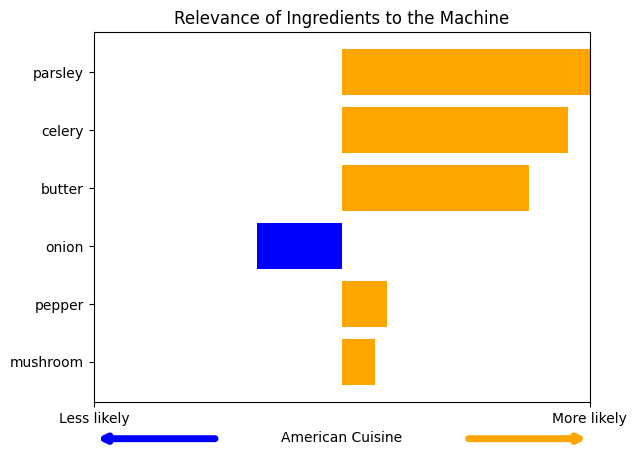 Relevance of Ingredients to the Machine
parsley
celery
butter
onion
pepper
mushroom
Less likely
More likely
American Cuisine